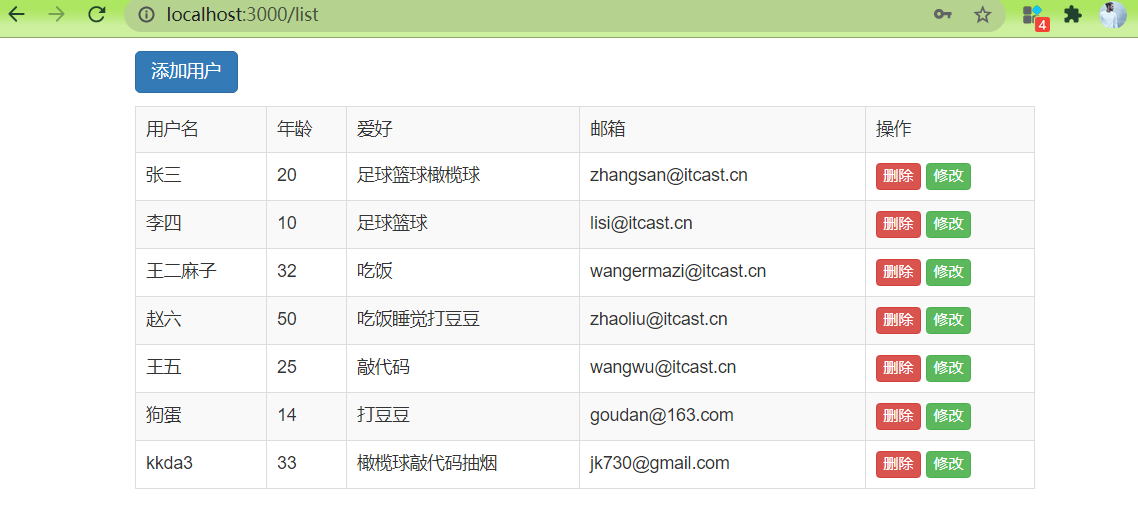 localhost:3000/list
4
添加用户
用户名 年龄 爱好 邮箱 操作
张三 20 足球篮球橄榄球 zhangsan@itcast.cn 删除 修改
李四 10 足球篮球 lisi@itcast.cn 删除 修改
王二麻子 32 吃饭 wangermazi@itcast.cn 删除 修改
赵六 50 吃饭睡觉打豆豆 zhaoliu@itcast.cn 删除 修改
王五 25 敲代码 wangwu@itcast.cn 删除 修改
狗蛋 14 打豆豆 goudan@163.com 删除 修改
kkda3 33 橄榄球敲代码抽烟 jk730@gmail.com 删除 修改